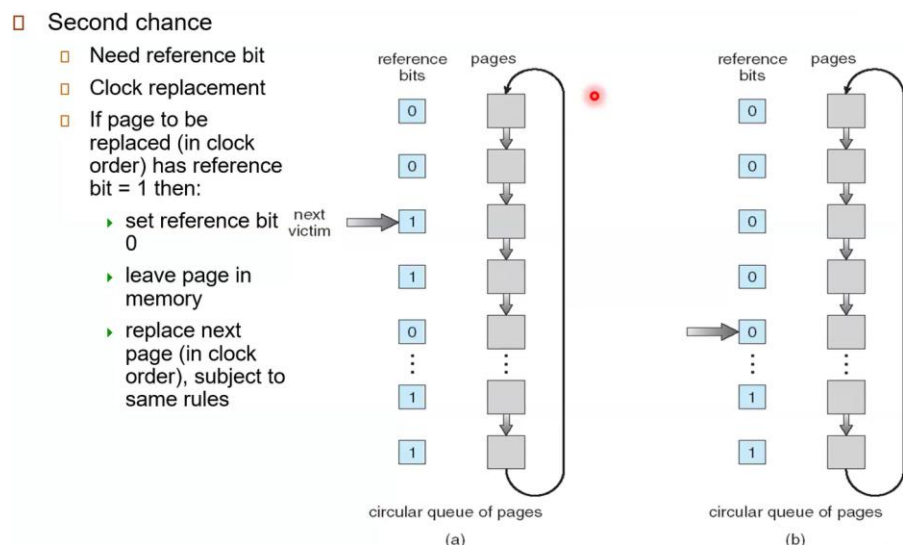 Second chance
Need reference bit
Clock replacement
If page to be
replaced (in clock
order) has reference
bit = 1 then:
set reference bit
0
leave page in
memory
replace next
page (in clock
order), subject to
same rules
reference
bits
pages
0
0
next
victim
1
1
0
1
1
circular queue of pages
(a)
reference
bits
pages
0
0
0
0
0
1
1
circular queue of pages
(b)